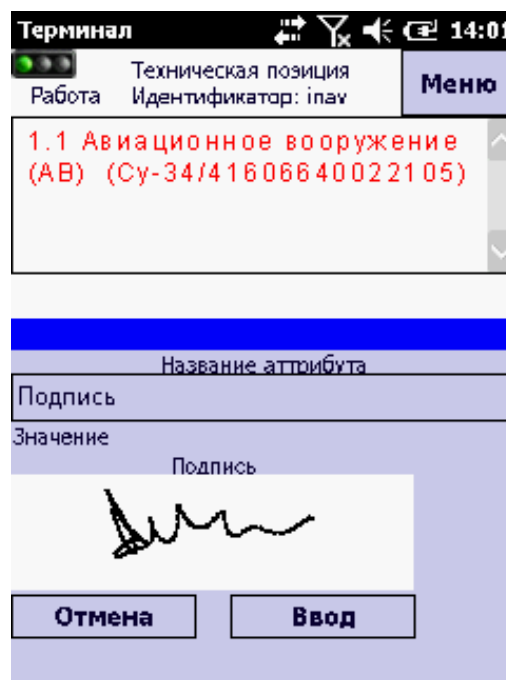 Терминал 14:01
Работа
Техническая позиция
Идентификатор: inav
Меню
1.1 Авиационное вооружение
(АВ) (Су-34/41606640022105)
Название аттрибута
Подпись
Значение
Подпись
Отмена Ввод